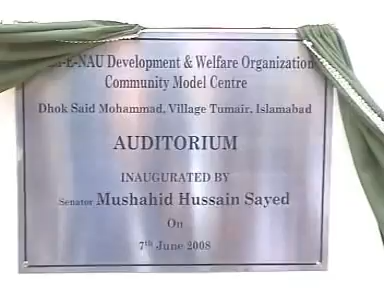 -E-NAU Development & Welfare Organization
Community Model Centre
Dhok Said Mohammad, Village Tumair, Islamabad
AUDITORIUM
INAUGURATED BY
Senator Mushahid Hussain Sayed
On
7th June 2008